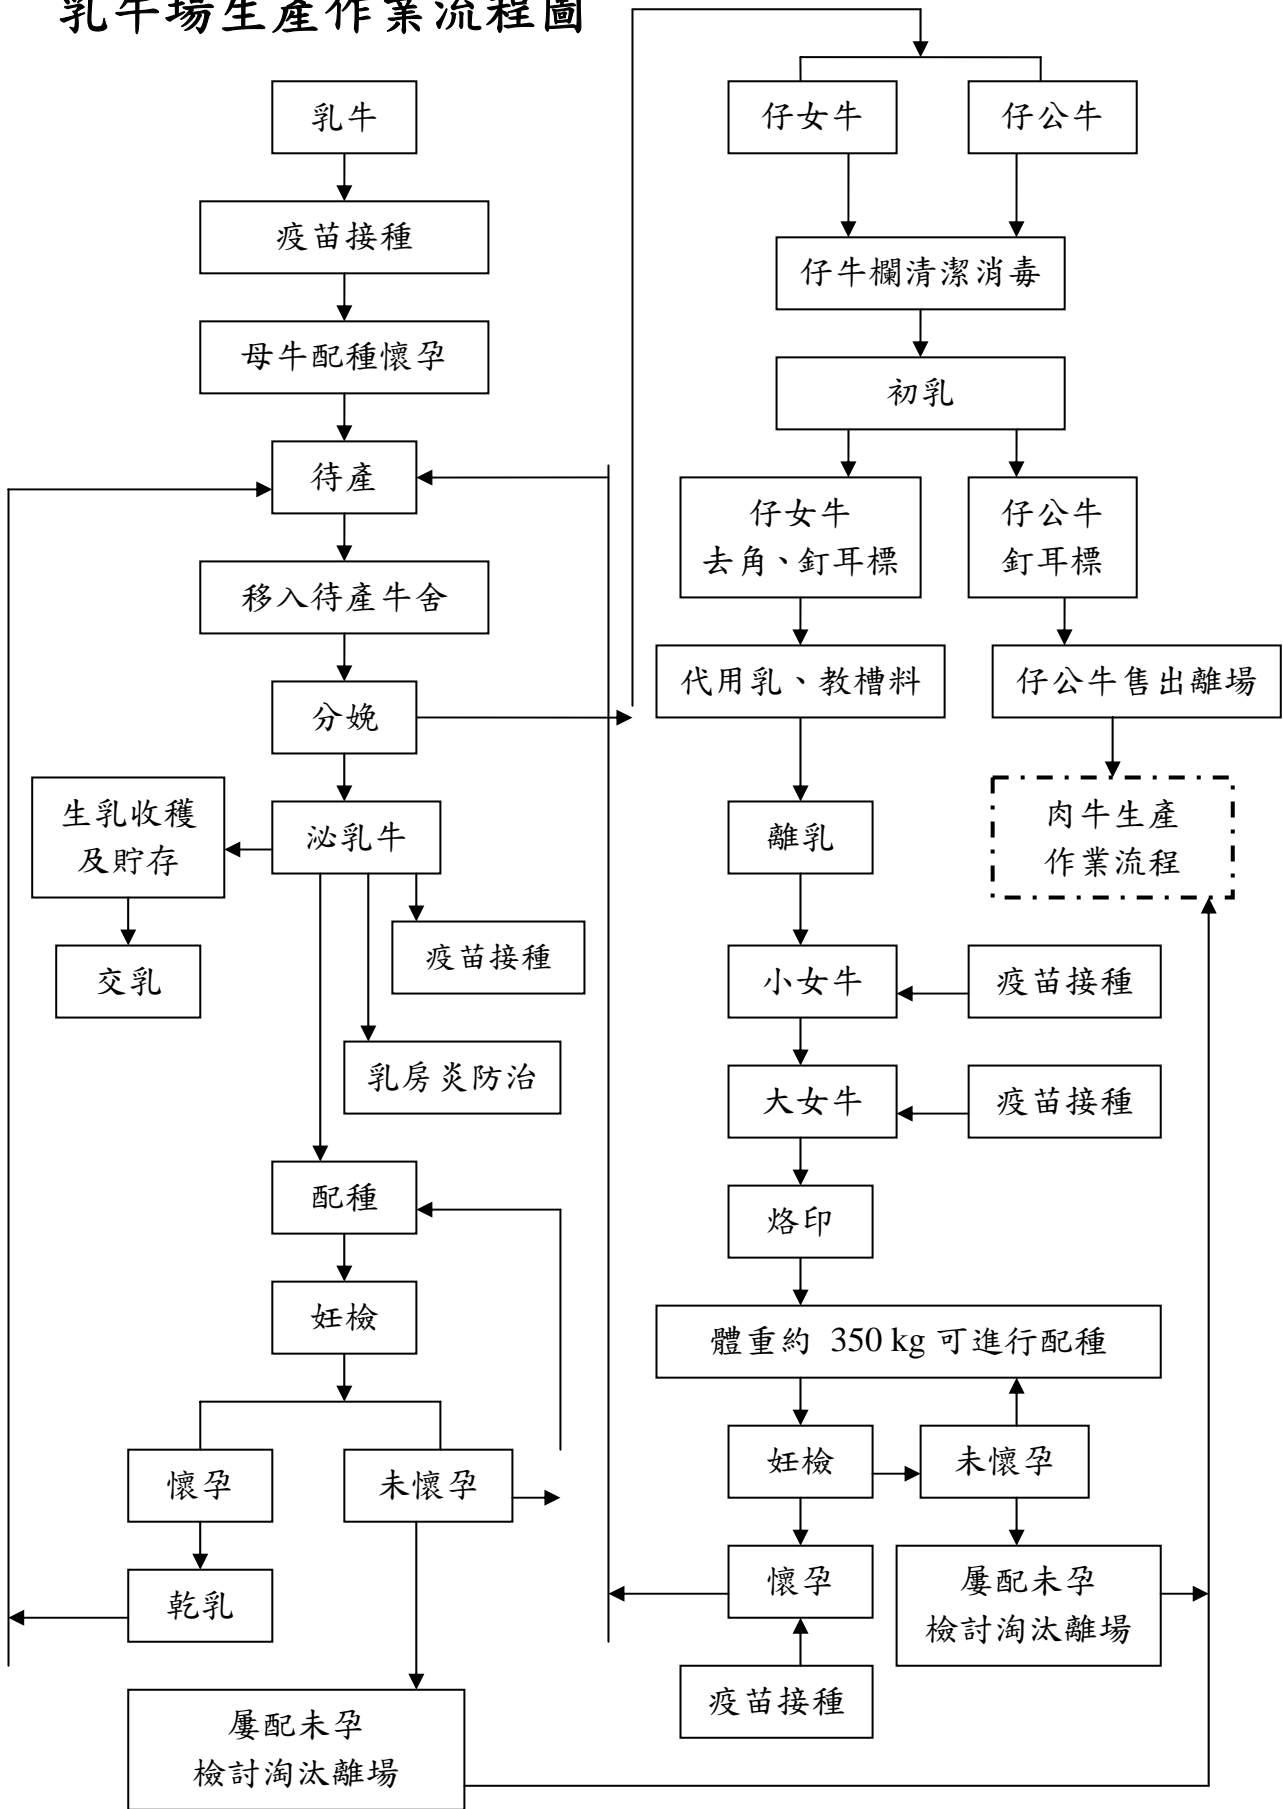 乳牛場生產作業流程圖
乳牛
疫苗接種
母牛配種懷孕
待產
移入待產牛舍
分娩
泌乳牛
生乳收穫
及貯存
交乳
疫苗接種
乳房炎防治
配種
妊檢
懷孕
未懷孕
乾乳
屢配未孕
檢討淘汰離場
仔女牛
仔公牛
仔牛欄清潔消毒
初乳
仔女牛
去角、釘耳標
仔公牛
釘耳標
代用乳、教槽料
仔公牛售出離場
離乳
肉牛生產
作業流程
小女牛
疫苗接種
大女牛
疫苗接種
烙印
體重約 350 kg 可進行配種
妊檢
未懷孕
懷孕
屢配未孕
檢討淘汰離場
疫苗接種